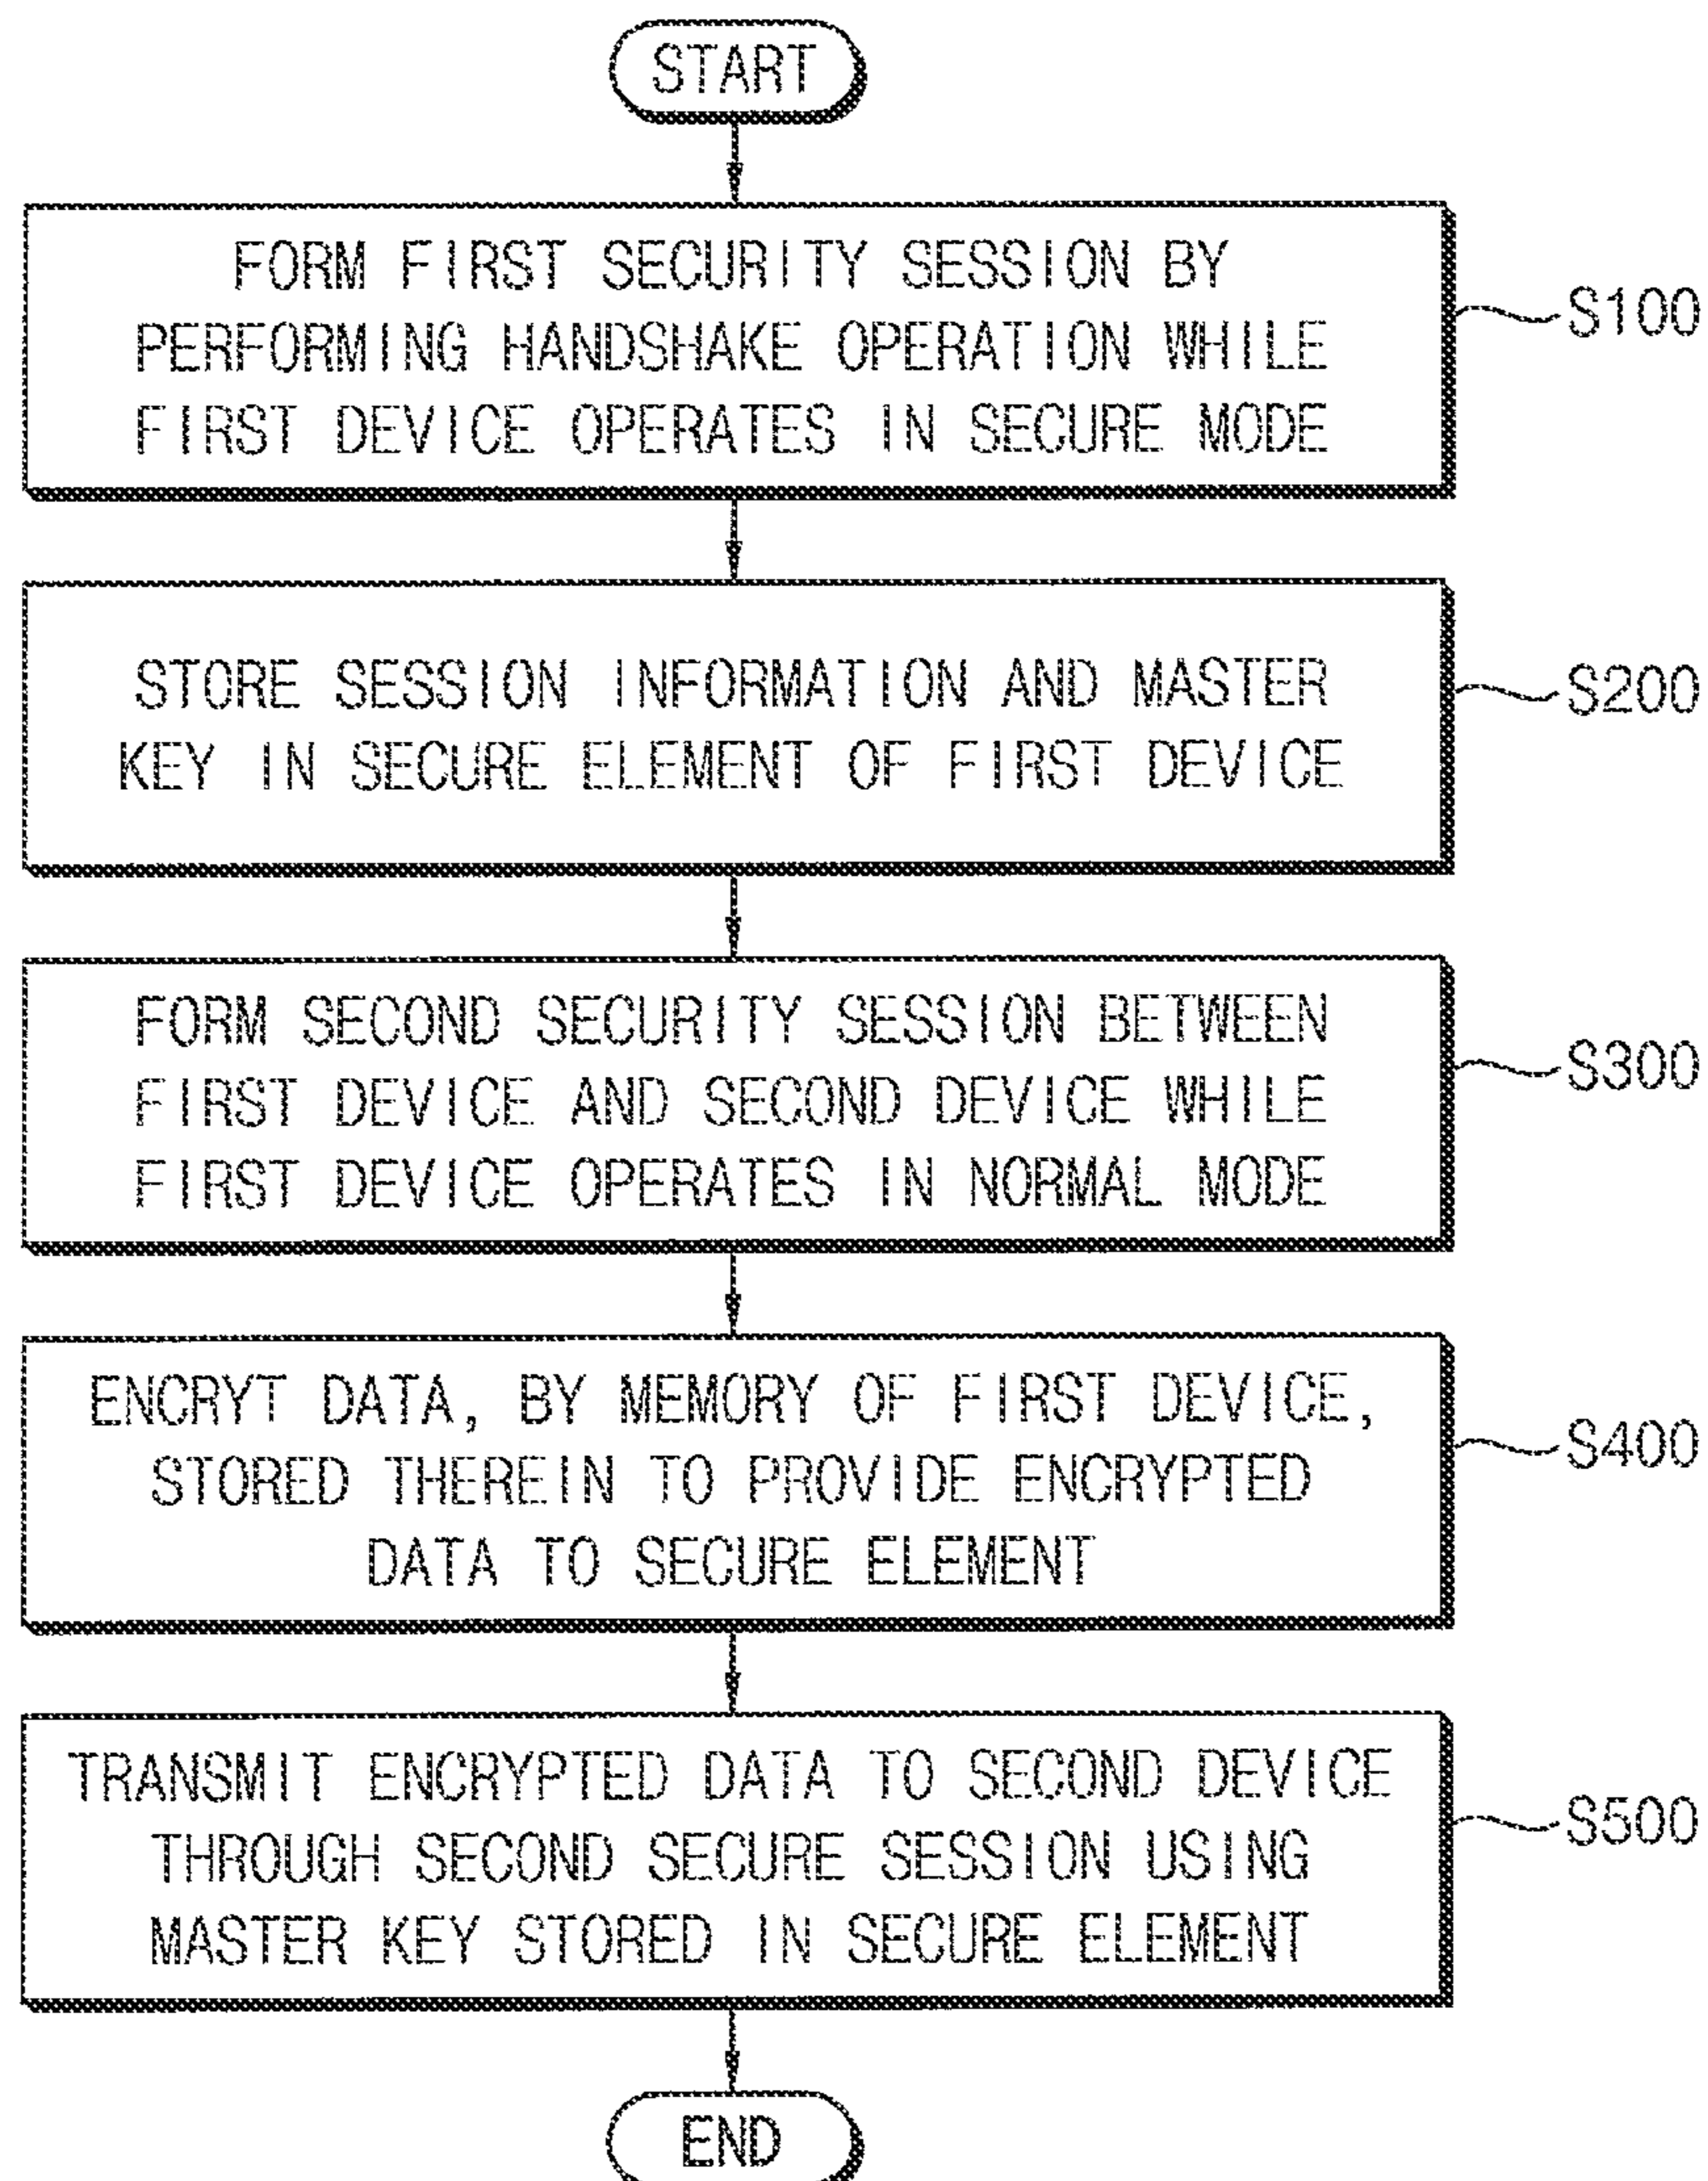 START
FORM FIRST SECURITY SESSION BY
PERFORMING HANDSHAKE OPERATION WHILE
FIRST DEVICE OPERATES IN SECURE MODE
S100
STORE SESSION INFORMATION AND MASTER
KEY IN SECURE ELEMENT OF FIRST DEVICE
S200
FORM SECOND SECURITY SESSION BETWEEN
FIRST DEVICE AND SECOND DEVICE WHILE
FIRST DEVICE OPERATES IN NORMAL MODE
S300
ENCRYT DATA, BY MEMORY OF FIRST DEVICE,
STORED THEREIN TO PROVIDE ENCRYPTED
DATA TO SECURE ELEMENT
S400
TRANSMIT ENCRYPTED DATA TO SECOND DEVICE
THROUGH SECOND SECURE SESSION USING
MASTER KEY STORED IN SECURE ELEMENT
S500
END